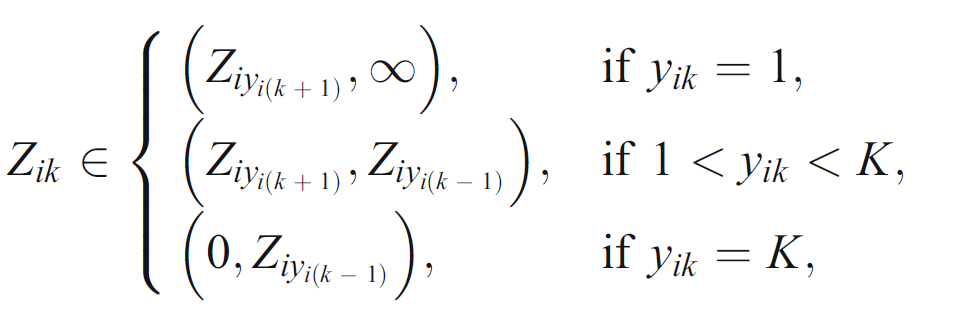 (Z_{iy_{i(k + 1)}}, ∞), if y_{ik} = 1,
Z_{ik} ∈ { (Z_{iy_{i(k + 1)}}, Z_{iy_{i(k − 1)}}), if 1 < y_{ik} < K,
(0, Z_{iy_{i(k − 1)}}), if y_{ik} = K,